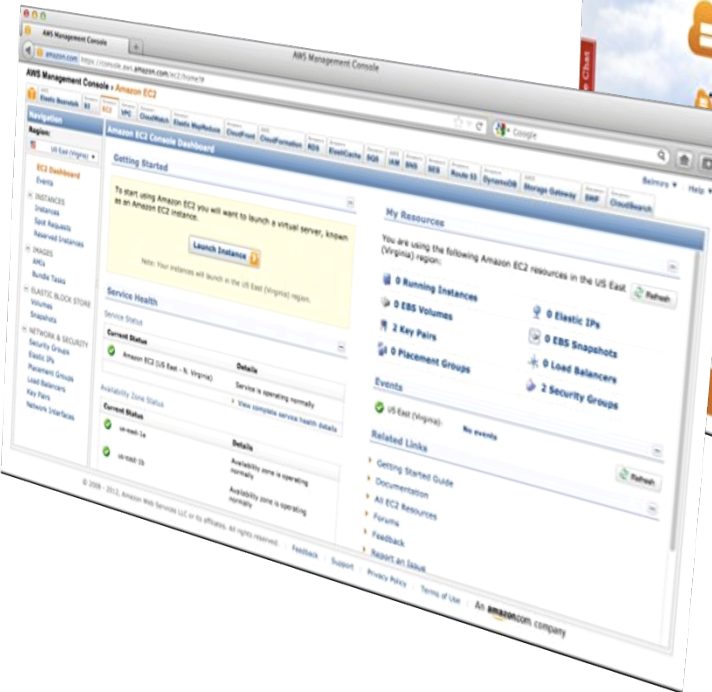 AWS Management Console
AWS Management Console
amazon.com https://console.aws.amazon.com/ec2/home?#
Google
AWS Management Console › Amazon EC2
Elastic Beanstalk S3 EC2 VPC CloudWatch Elastic MapReduce CloudFront CloudFormation RDS ElastiCache SQS IAM SNS SES Route 53 DynamoDB Storage Gateway SWF CloudSearch
Help
Navigation
Region:
US East (Virginia)
EC2 Dashboard
Events
INSTANCES
Instances
Spot Requests
Reserved Instances
IMAGES
AMIs
Bundle Tasks
ELASTIC BLOCK STORE
Volumes
Snapshots
NETWORK & SECURITY
Security Groups
Elastic IPs
Placement Groups
Load Balancers
Key Pairs
Network Interfaces
Amazon EC2 Console Dashboard
Getting Started
To start using Amazon EC2 you will want to launch a virtual server, known
as an Amazon EC2 instance.
Launch Instance
Note: Your instances will launch in the US East (Virginia) region.
Service Health
Service Status
Current Status Details
Amazon EC2 (US East - N. Virginia) Service is operating normally
› View complete service health details
Availability Zone Status
Current Status Details
us-east-1a Availability zone is operating
normally
us-east-1b Availability zone is operating
normally
My Resources
You are using the following Amazon EC2 resources in the US East
(Virginia) region:
Refresh
0 Running Instances 0 Elastic IPs
0 EBS Volumes 0 EBS Snapshots
2 Key Pairs 0 Load Balancers
0 Placement Groups 2 Security Groups
Events
US East (Virginia): No events
Refresh
Related Links
Getting Started Guide
Documentation
All EC2 Resources
Forums
Feedback
Report an Issue
© 2008 - 2012, Amazon Web Services LLC or its affiliates. All rights reserved. Feedback Support Privacy Policy Terms of Use An amazon.com company
Chat